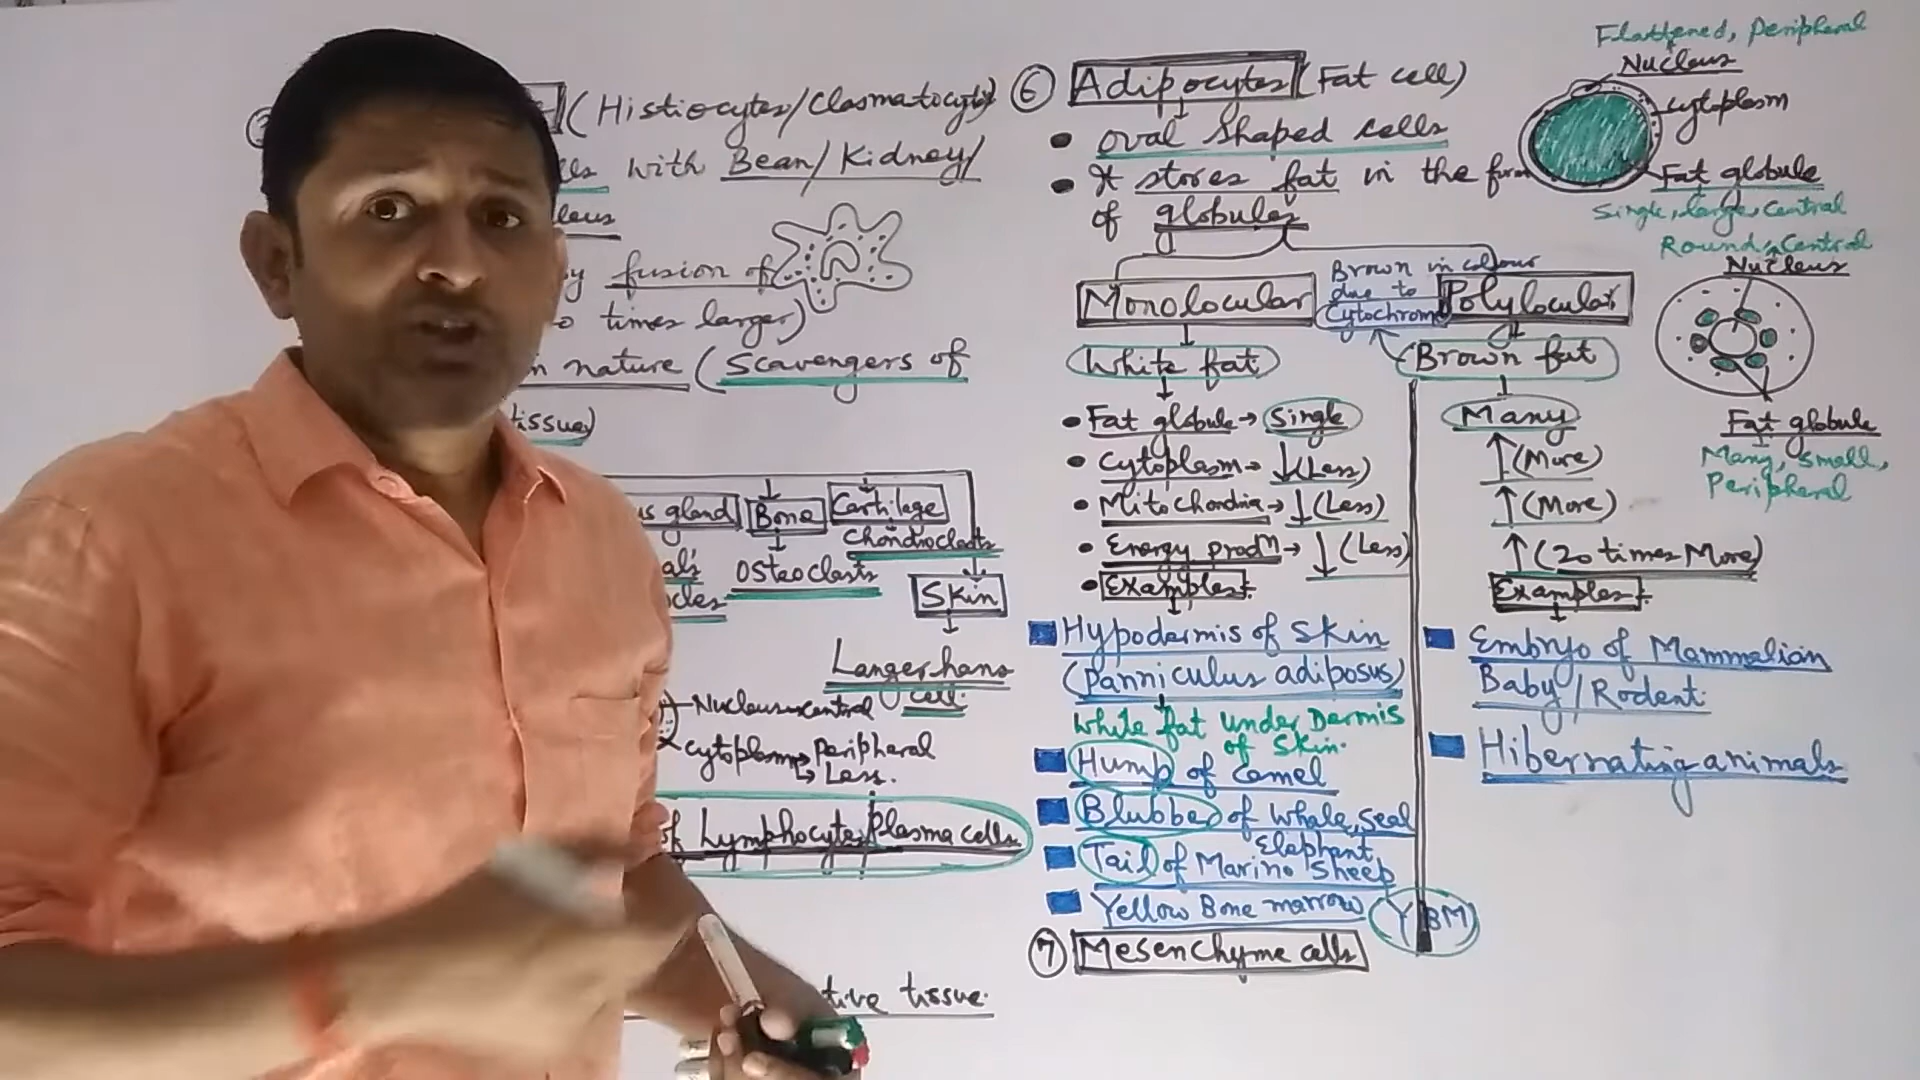 (Histiocytes/Clasmatocytes)
with Bean/Kidney/
fusion of
times larger)
in nature (Scavengers of
tissue)
us gland
Bone
Cartilage
Chondroclasts
Osteoclasts
Skin
Langerhans
cell.
Nucleus → central
Cytoplasm → Peripheral
↳ Less.
of Lymphocytes, Plasma cells
tive tissue.
⑥ Adipocytes (Fat cell)
• oval shaped cells
• It stores fat in the form
of globules
Monolocular
Brown in colour
due to
Cytochrome
Polylocular
White fat
Brown fat
• Fat globule → Single
Many
• Cytoplasm → ↓ (Less)
↑ (More)
• Mitochondria → ↓ (Less)
↑ (More)
• Energy prodn → ↓ (Less)
↑ (20 times More)
• Examples
Examples
Hypodermis of Skin
(Panniculus adiposus)
White fat under Dermis
of Skin.
Hump of Camel
Blubber of Whale, Seal
Elephant
Tail of Marino Sheep
Yellow Bone marrow
YBM
⑦ Mesenchyme cells
Embryo of Mammalian
Baby/Rodent
Hibernating animals
Flattened, Peripheral
Nucleus
Cytoplasm
Fat globule
Single, large, Central
Round, Central
Nucleus
Fat globule
Many, Small,
Peripheral